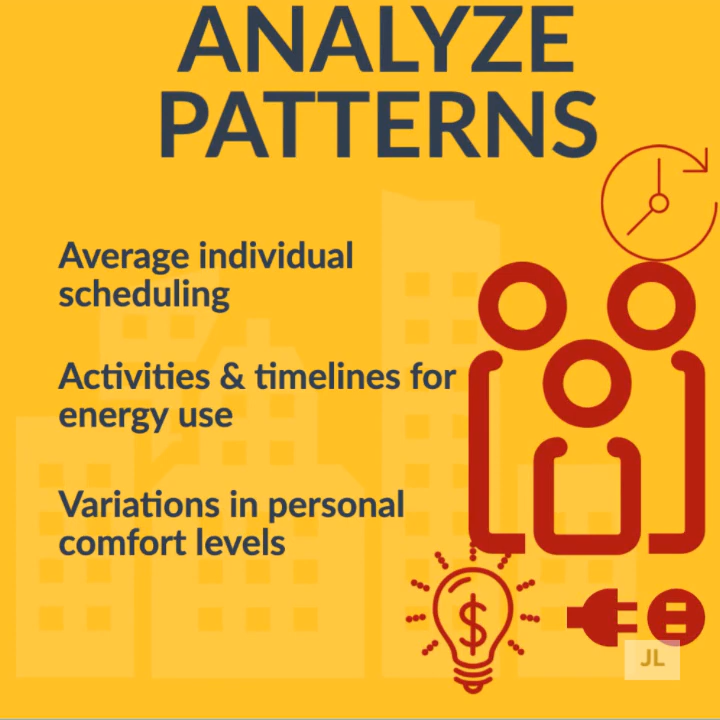 ANALYZE
PATTERNS
Average individual
scheduling
Activities & timelines for
energy use
Variations in personal
comfort levels
$
JL